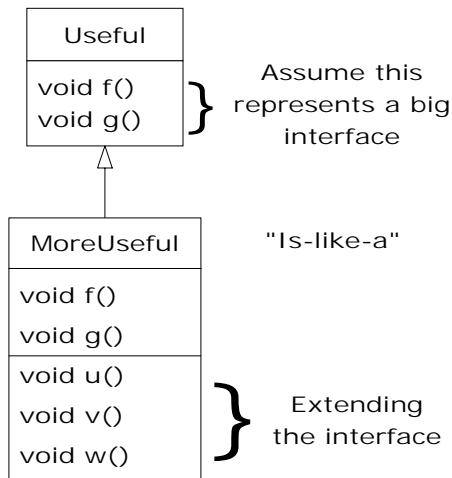 Useful
void f()
void g()
Assume this
represents a big
interface
MoreUseful
"Is-like-a"
void f()
void g()
void u()
void v()
void w()
Extending
the interface